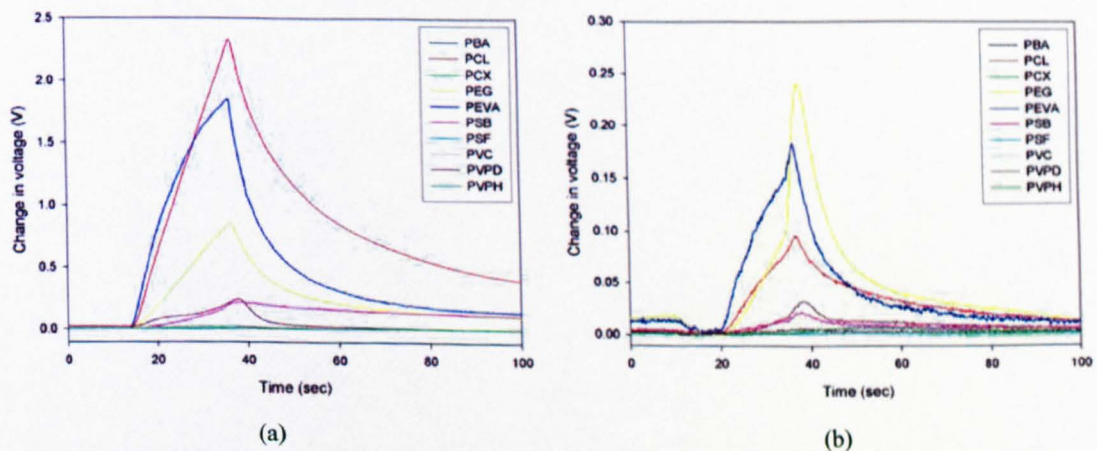 2.5
2.0
1.5
1.0
0.5
0.0
Change in voltage (V)
0 20 40 60 80 100
Time (sec)
PBA
PCL
PCX
PEG
PEVA
PSB
PSF
PVC
PVPD
PVPH
(a)
0.30
0.25
0.20
0.15
0.10
0.05
0.00
Change in voltage (V)
0 20 40 60 80 100
Time (sec)
PBA
PCL
PCX
PEG
PEVA
PSB
PSF
PVC
PVPD
PVPH
(b)